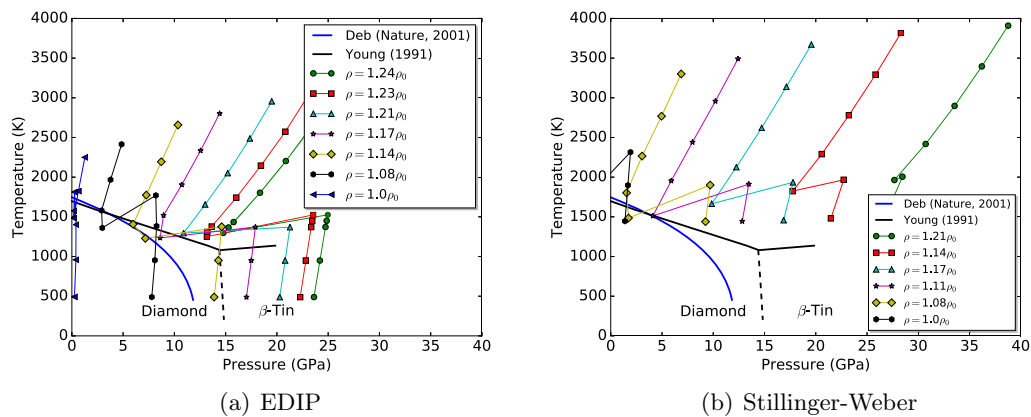 4000
3500
3000
2500
2000
1500
1000
500
0
Temperature (K)
0 5 10 15 20 25 30 35 40
Pressure (GPa)
Deb (Nature, 2001)
Young (1991)
ρ=1.24ρ₀
ρ=1.23ρ₀
ρ=1.21ρ₀
ρ=1.17ρ₀
ρ=1.14ρ₀
ρ=1.08ρ₀
ρ=1.0ρ₀
Diamond
β-Tin
(a) EDIP
4000
3500
3000
2500
2000
1500
1000
500
0
Temperature (K)
0 5 10 15 20 25 30 35 40
Pressure (GPa)
Deb (Nature, 2001)
Young (1991)
ρ=1.21ρ₀
ρ=1.14ρ₀
ρ=1.17ρ₀
ρ=1.11ρ₀
ρ=1.08ρ₀
ρ=1.0ρ₀
Diamond
β-Tin
(b) Stillinger-Weber